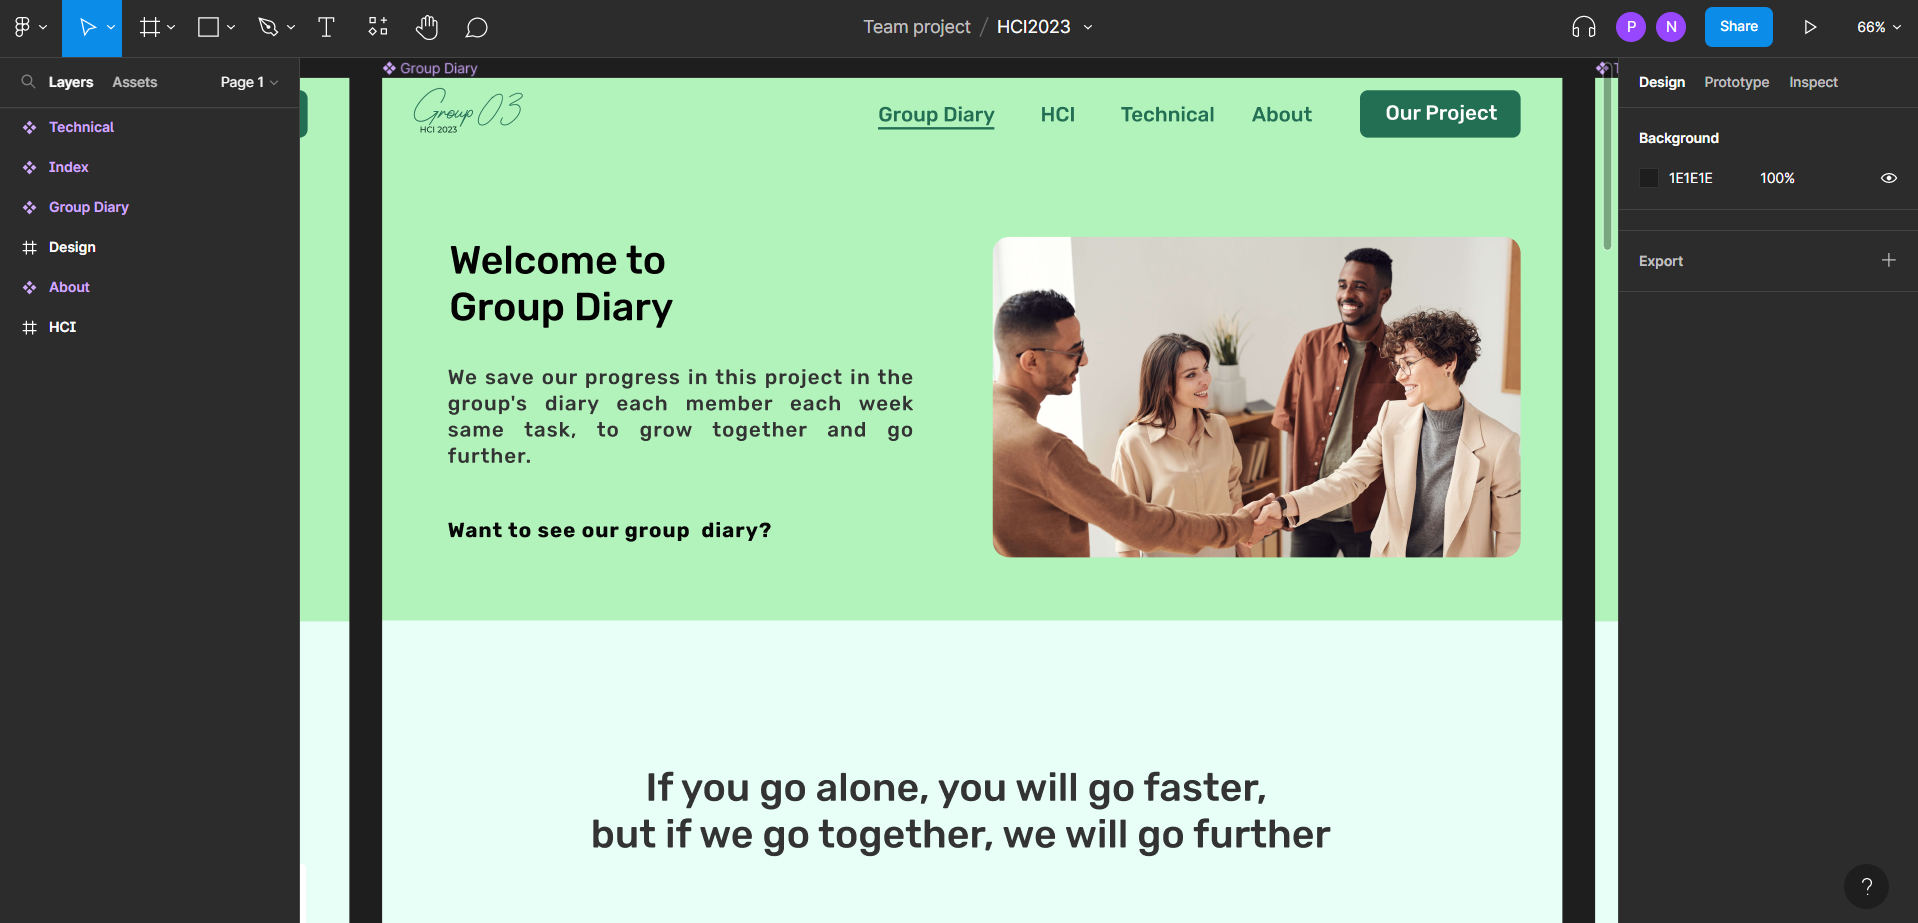 Team project / HCI2023
P
N
Share
66%
Layers
Assets
Page 1
Technical
Index
Group Diary
Design
About
HCI
Group Diary
Group 03
HCI 2023
Group Diary
HCI
Technical
About
Our Project
Welcome to
Group Diary
We save our progress in this project in the
group's diary each member each week
same task, to grow together and go
further.
Want to see our group  diary?
If you go alone, you will go faster,
but if we go together, we will go further
Design
Prototype
Inspect
Background
1E1E1E
100%
Export
?